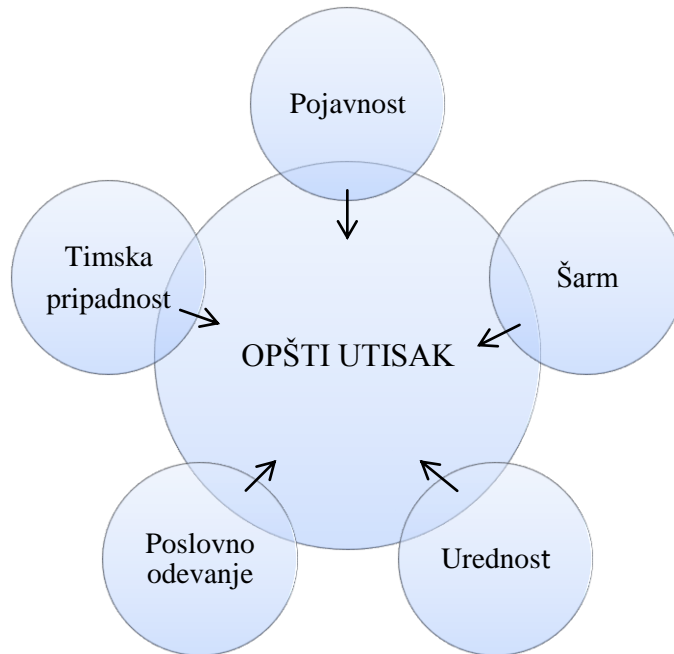 Pojavnost
Timska
pripadnost
Šarm
OPŠTI UTISAK
Poslovno
odevanje
Urednost